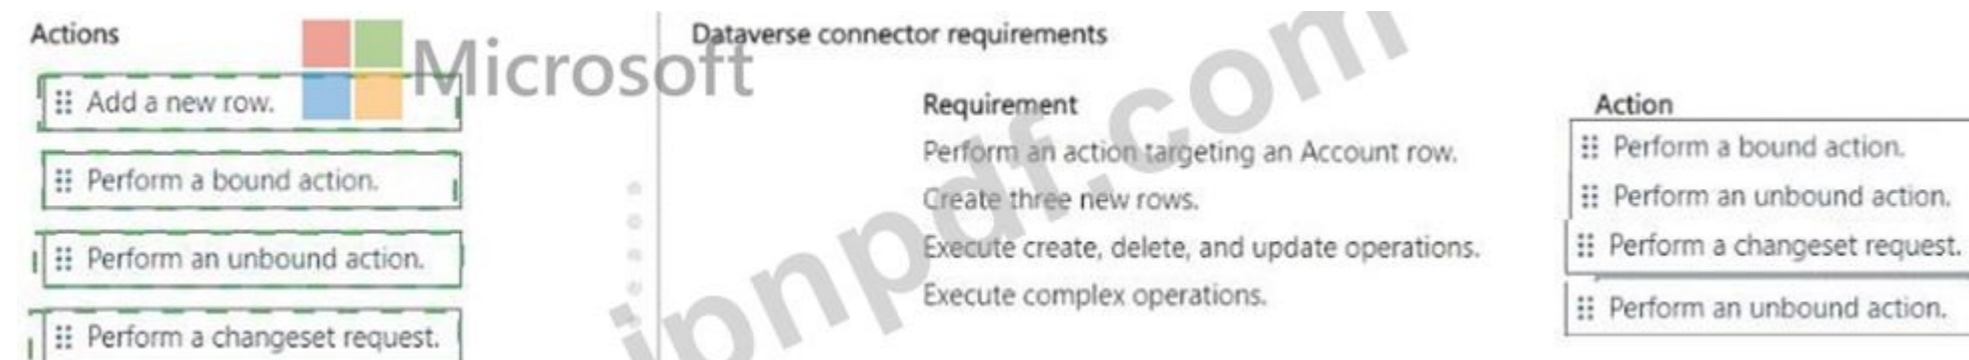 Actions
Microsoft
Add a new row.
Perform a bound action.
Perform an unbound action.
Perform a changeset request.
Dataverse connector requirements
Requirement
Action
Perform an action targeting an Account row.
Perform a bound action.
Create three new rows.
Perform an unbound action.
Execute create, delete, and update operations.
Perform a changeset request.
Execute complex operations.
Perform an unbound action.
jpnpdf.com